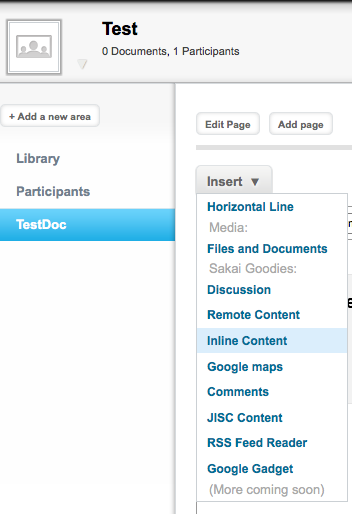 Test
0 Documents, 1 Participants
+ Add a new area
Library
Participants
TestDoc
Edit Page
Add page
Insert ▼
Horizontal Line
Media:
Files and Documents
Sakai Goodies:
Discussion
Remote Content
Inline Content
Google maps
Comments
JISC Content
RSS Feed Reader
Google Gadget
(More coming soon)